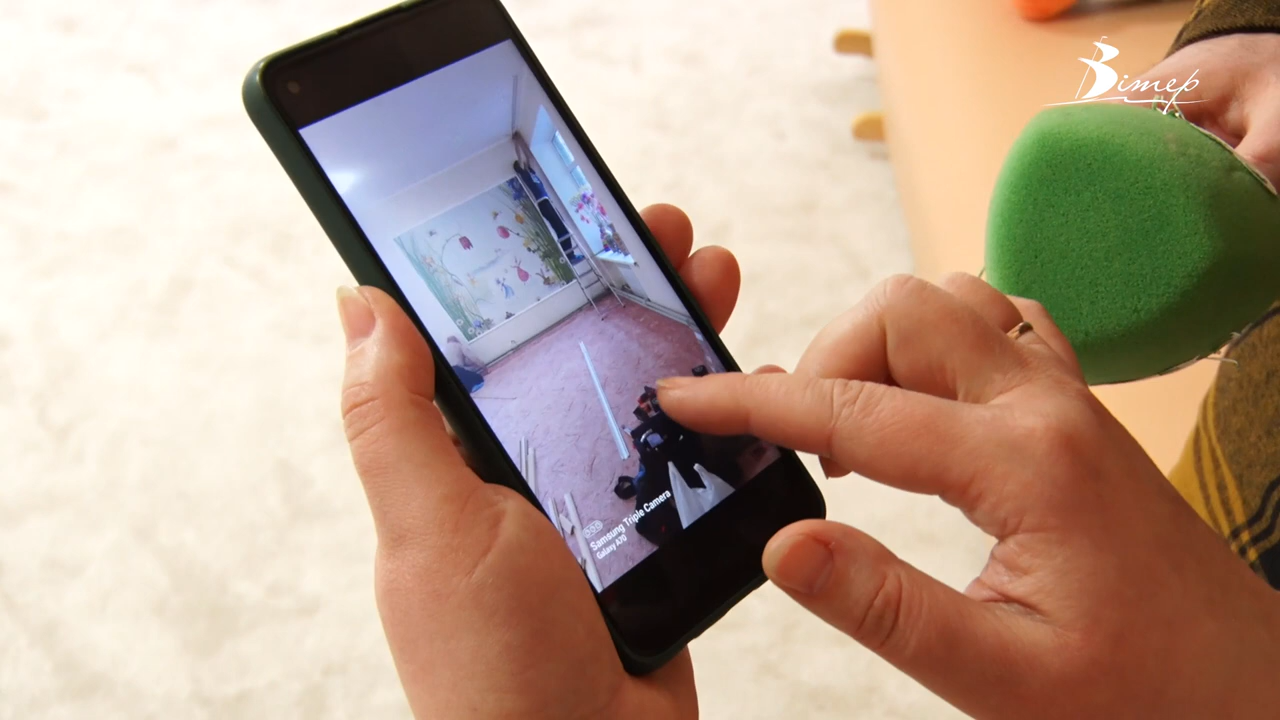 Вітер
Samsung Triple Camera
Galaxy A70